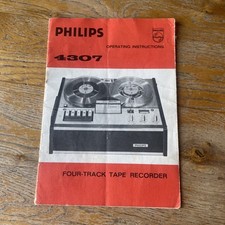 PHILIPS
OPERATING INSTRUCTIONS
4307
FOUR-TRACK TAPE RECORDER